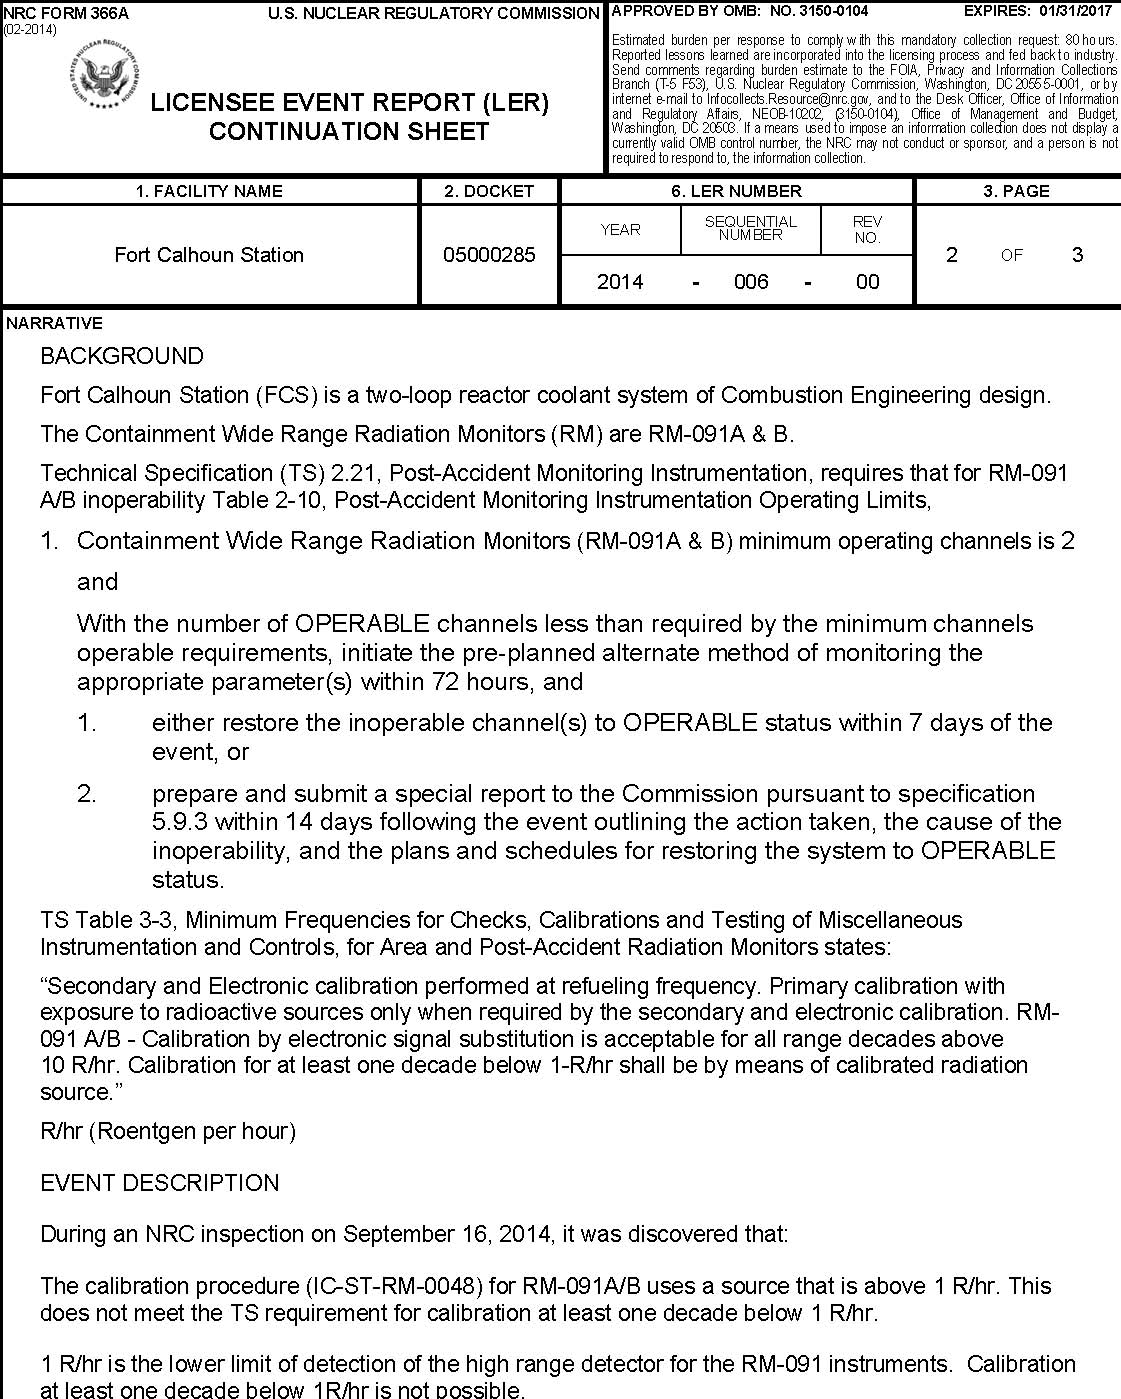 NRC FORM 366A
(02-2014)
U.S. NUCLEAR REGULATORY COMMISSION
LICENSEE EVENT REPORT (LER)
CONTINUATION SHEET
APPROVED BY OMB: NO. 3150-0104 EXPIRES: 01/31/2017
Estimated burden per response to comply with this mandatory collection request: 80 hours.
Reported lessons learned are incorporated into the licensing process and fed back to industry.
Send comments regarding burden estimate to the FOIA, Privacy and Information Collections
Branch (T-5 F53), U.S. Nuclear Regulatory Commission, Washington, DC 20555-0001, or by
internet e-mail to Infocollects.Resource@nrc.gov, and to the Desk Officer, Office of Information
and Regulatory Affairs, NEOB-10202, (3150-0104), Office of Management and Budget,
Washington, DC 20503. If a means used to impose an information collection does not display a
currently valid OMB control number, the NRC may not conduct or sponsor, and a person is not
required to respond to, the information collection.
1. FACILITY NAME 2. DOCKET 6. LER NUMBER 3. PAGE
Fort Calhoun Station
05000285
YEAR SEQUENTIAL NUMBER REV NO.
2014 - 006 - 00
2 OF 3
NARRATIVE
BACKGROUND
Fort Calhoun Station (FCS) is a two-loop reactor coolant system of Combustion Engineering design.
The Containment Wide Range Radiation Monitors (RM) are RM-091A & B.
Technical Specification (TS) 2.21, Post-Accident Monitoring Instrumentation, requires that for RM-091
A/B inoperability Table 2-10, Post-Accident Monitoring Instrumentation Operating Limits,
1. Containment Wide Range Radiation Monitors (RM-091A & B) minimum operating channels is 2
and
With the number of OPERABLE channels less than required by the minimum channels
operable requirements, initiate the pre-planned alternate method of monitoring the
appropriate parameter(s) within 72 hours, and
1. either restore the inoperable channel(s) to OPERABLE status within 7 days of the
event, or
2. prepare and submit a special report to the Commission pursuant to specification
5.9.3 within 14 days following the event outlining the action taken, the cause of the
inoperability, and the plans and schedules for restoring the system to OPERABLE
status.
TS Table 3-3, Minimum Frequencies for Checks, Calibrations and Testing of Miscellaneous
Instrumentation and Controls, for Area and Post-Accident Radiation Monitors states:
“Secondary and Electronic calibration performed at refueling frequency. Primary calibration with
exposure to radioactive sources only when required by the secondary and electronic calibration. RM-
091 A/B - Calibration by electronic signal substitution is acceptable for all range decades above
10 R/hr. Calibration for at least one decade below 1-R/hr shall be by means of calibrated radiation
source.”
R/hr (Roentgen per hour)
EVENT DESCRIPTION
During an NRC inspection on September 16, 2014, it was discovered that:
The calibration procedure (IC-ST-RM-0048) for RM-091A/B uses a source that is above 1 R/hr. This
does not meet the TS requirement for calibration at least one decade below 1 R/hr.
1 R/hr is the lower limit of detection of the high range detector for the RM-091 instruments. Calibration
at least one decade below 1R/hr is not possible.